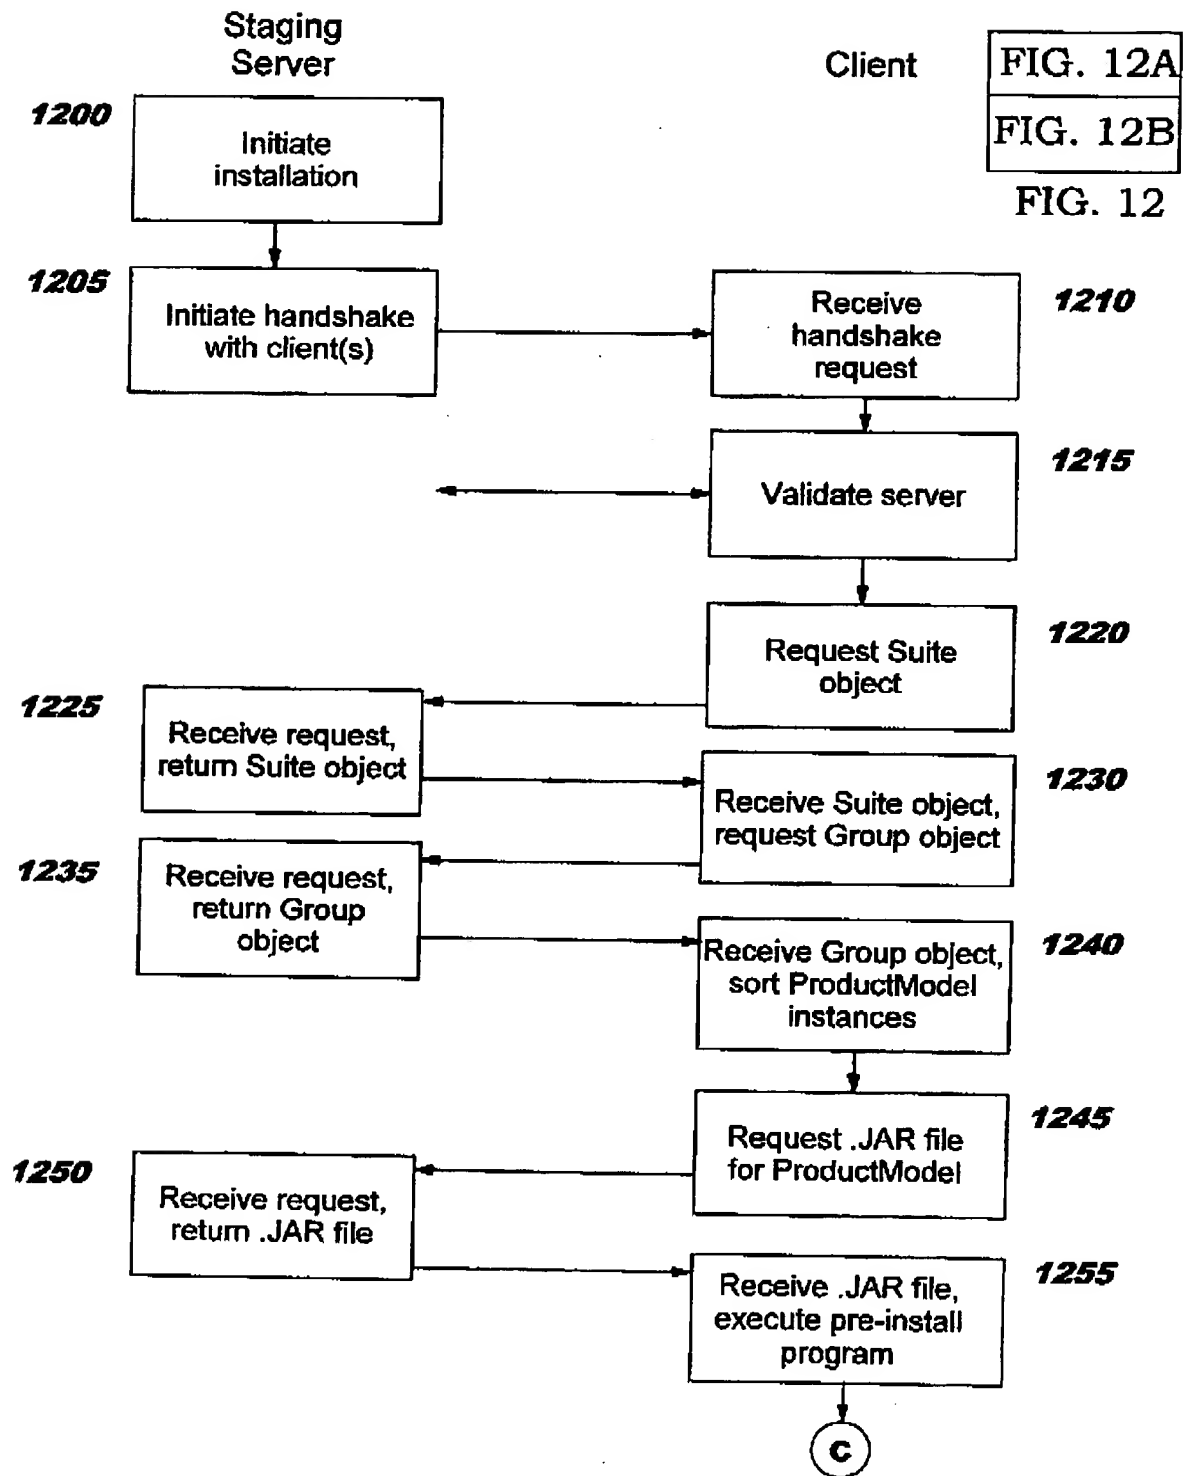 Staging
Server
Client
FIG. 12A
FIG. 12B
FIG. 12
1200
Initiate
installation
1205
Initiate handshake
with client(s)
Receive
handshake
request
1210
Validate server
1215
Request Suite
object
1220
1225
Receive request,
return Suite object
Receive Suite object,
request Group object
1230
1235
Receive request,
return Group
object
Receive Group object,
sort ProductModel
instances
1240
Request .JAR file
for ProductModel
1245
1250
Receive request,
return .JAR file
Receive .JAR file,
execute pre-install
program
1255
C